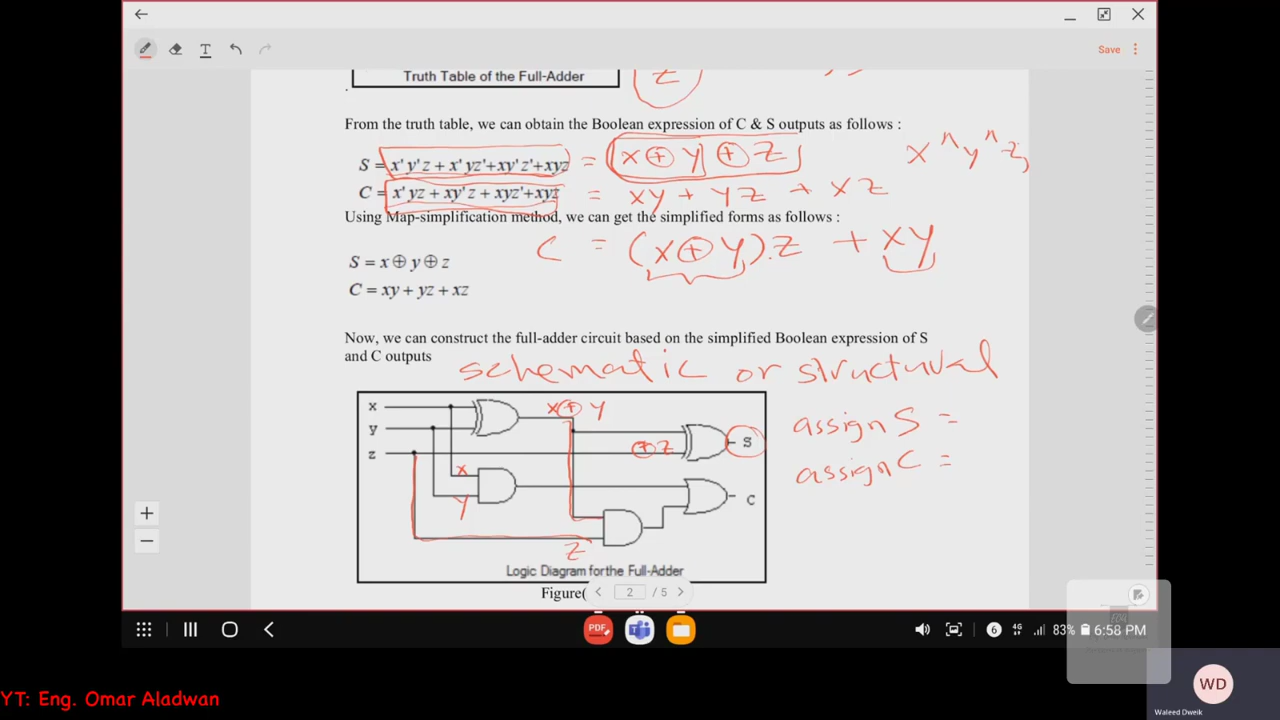 Save
Truth Table of the Full-Adder
z
From the truth table, we can obtain the Boolean expression of C & S outputs as follows :
S = x'y'z + x'yz'+xy'z'+xyz = x ⊕ y ⊕ z x ^ y ^ z;
C = x'yz + xy'z + xyz'+xyz = xy + yz + xz
Using Map-simplification method, we can get the simplified forms as follows :
C = (x ⊕ y).z + xy
S = x ⊕ y ⊕ z
C = xy + yz + xz
Now, we can construct the full-adder circuit based on the simplified Boolean expression of S
and C outputs
schematic or structural
x x ⊕ y
y
z ⊕ z S
x
y C
z
assign S =
assign C =
Logic Diagram forthe Full-Adder
Figure(
2 / 5
6 4G 83% 6:58 PM
PDF
WD
Waleed Dweik
YT: Eng. Omar Aladwan